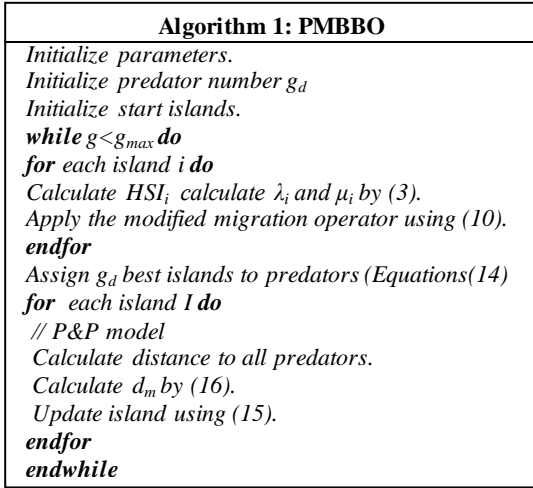 Algorithm 1: PMBBO
Initialize parameters.
Initialize predator number g_d
Initialize start islands.
while g<g_max do
for each island i do
Calculate HSI_i calculate λ_i and μ_i by (3).
Apply the modified migration operator using (10).
endfor
Assign g_d best islands to predators (Equations(14)
for each island I do
// P&P model
Calculate distance to all predators.
Calculate d_m by (16).
Update island using (15).
endfor
endwhile